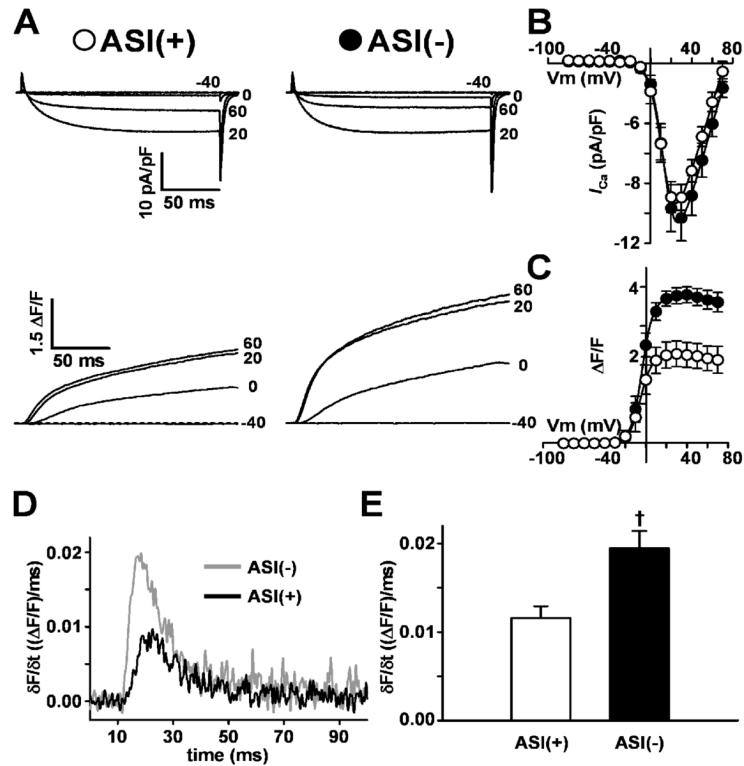 A
ASI(+)
ASI(-)
-40
0
60
20
10 pA/pF
50 ms
-40
0
60
20
1.5 ΔF/F
50 ms
60
20
0
-40
60
20
0
-40
B
-100
-40
40
80
Vm (mV)
-6
-8
-10
-12
I Ca (pA/pF)
C
4
2
ΔF/F
Vm (mV)
-100
-40
0
40
80
D
0.02
0.01
0.00
δF/δt ((ΔF/F)/ms)
ASI(-)
ASI(+)
10
30
50
70
90
time (ms)
E
†
0.02
0.01
0.00
δF/δt ((ΔF/F)/ms)
ASI(+)
ASI(-)